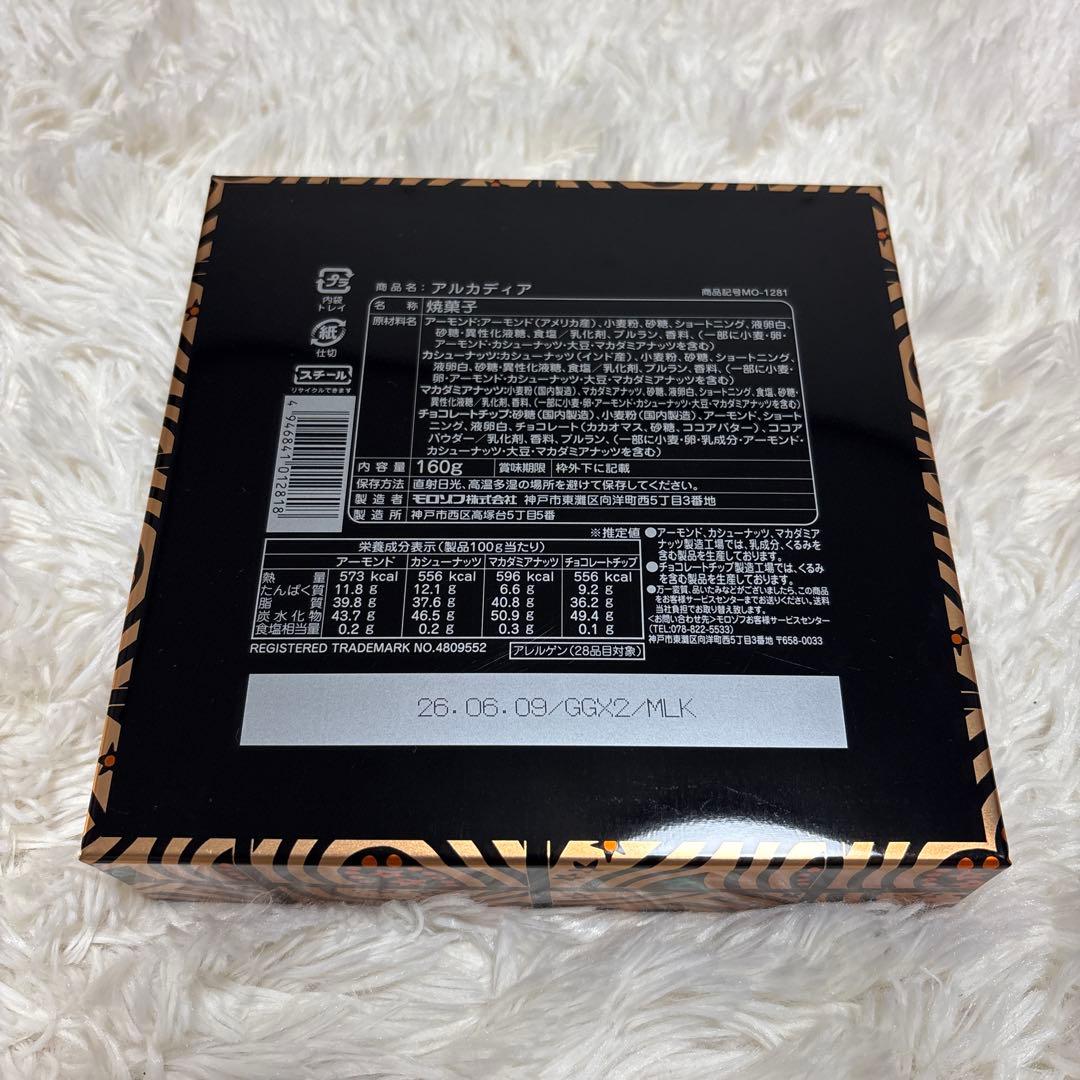 プラ
内袋
トレイ
紙
仕切
スチール
リサイクルできます
4 946841 012818
商品名：アルカディア
商品記号MO-1281
名称 焼菓子
原材料名 アーモンド:アーモンド(アメリカ産)、小麦粉、砂糖、ショートニング、液卵白、
砂糖・異性化液糖、食塩/乳化剤、プルラン、香料、(一部に小麦・卵・
アーモンド・カシューナッツ・大豆・マカダミアナッツを含む)
カシューナッツ:カシューナッツ(インド産)、小麦粉、砂糖、ショートニング、
液卵白、砂糖・異性化液糖、食塩/乳化剤、プルラン、香料、(一部に小麦・
卵・アーモンド・カシューナッツ・大豆・マカダミアナッツを含む)
マカダミアナッツ:小麦粉(国内製造)、マカダミアナッツ、砂糖、液卵白、ショートニング、食塩、砂糖・
異性化液糖/乳化剤、香料、(一部に小麦・卵・アーモンド・カシューナッツ・大豆・マカダミアナッツを含む)
チョコレートチップ:砂糖(国内製造)、小麦粉(国内製造)、アーモンド、ショート
ニング、液卵白、チョコレート(カカオマス、砂糖、ココアバター)、ココア
パウダー/乳化剤、香料、プルラン、(一部に小麦・卵・乳成分・アーモンド・
カシューナッツ・大豆・マカダミアナッツを含む)
内容量 160g 賞味期限 枠外下に記載
保存方法 直射日光、高温多湿の場所を避けて保存してください。
製造者 モロゾフ株式会社 神戸市東灘区向洋町西5丁目3番地
製造所 神戸市西区高塚台5丁目5番
※推定値
栄養成分表示(製品100g当たり)
アーモンド カシューナッツ マカダミアナッツ チョコレートチップ
熱量 573 kcal 556 kcal 596 kcal 556 kcal
たんぱく質 11.8 g 12.1 g 6.6 g 9.2 g
脂質 39.8 g 37.6 g 40.8 g 36.2 g
炭水化物 43.7 g 46.5 g 50.9 g 49.4 g
食塩相当量 0.2 g 0.2 g 0.3 g 0.1 g
REGISTERED TRADEMARK NO.4809552
アレルゲン(28品目対象)
●アーモンド、カシューナッツ、マカダミア
ナッツ製造工場では、乳成分、くるみを
含む製品を生産しております。
●チョコレートチップ製造工場では、くるみ
を含む製品を生産しております。
●万一変質、品いたみなどがございましたら、この商品
をお客様サービスセンターまでお送りください。送料
当社負担でお取り替え致します。
<お問い合わせ先>モロゾフお客様サービスセンター
(TEL:078-822-5533)
神戸市東灘区向洋町西5丁目3番地 〒658-0033
26.06.09/GGX2/MLK